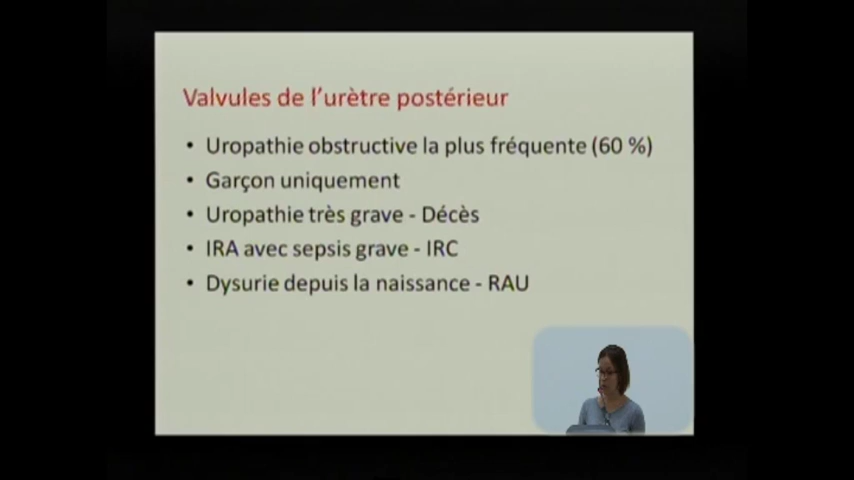 Valvules de l'urètre postérieur
• Uropathie obstructive la plus fréquente (60 %)
• Garçon uniquement
• Uropathie très grave - Décès
• IRA avec sepsis grave - IRC
• Dysurie depuis la naissance - RAU